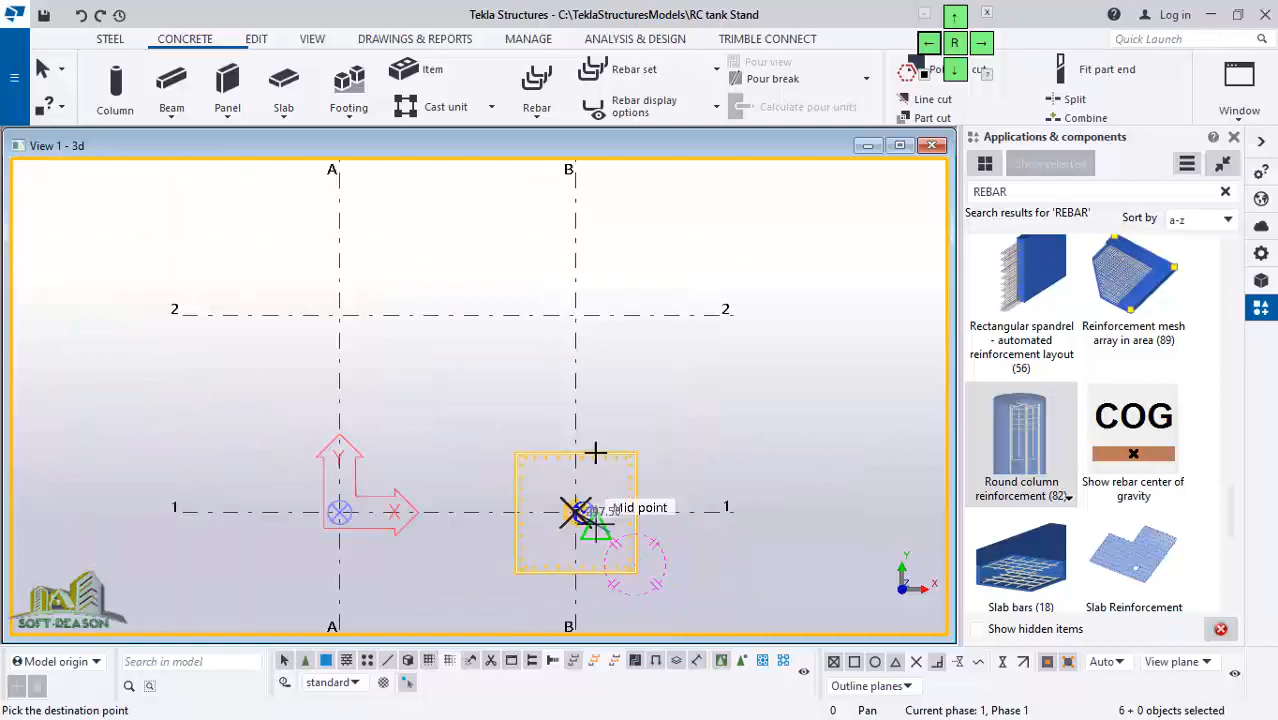 Tekla Structures - C:\TeklaStructuresModels\RC tank Stand
Log in
STEEL CONCRETE EDIT VIEW DRAWINGS & REPORTS MANAGE ANALYSIS & DESIGN TRIMBLE CONNECT
Quick Launch
Column
Beam
Panel
Slab
Footing
Item
Cast unit
Rebar
Rebar set
Rebar display
options
Pour view
Pour break
Calculate pour units
Line cut
Part cut
Fit part end
Split
Combine
Window
R
View 1 - 3d
A
B
2
2
1
1
A
B
Y
X
Mid point
Y
X
Z
SOFT-REASON
Applications & components
Show selected
REBAR
Search results for 'REBAR'
Sort by
a-z
Rectangular spandrel
- automated
reinforcement layout
(56)
Reinforcement mesh
array in area (89)
COG
Round column
reinforcement (82)
Show rebar center of
gravity
Slab bars (18)
Slab Reinforcement
Show hidden items
Model origin
Search in model
standard
Auto
View plane
Outline planes
Pick the destination point
0
Pan
Current phase: 1, Phase 1
6 + 0 objects selected